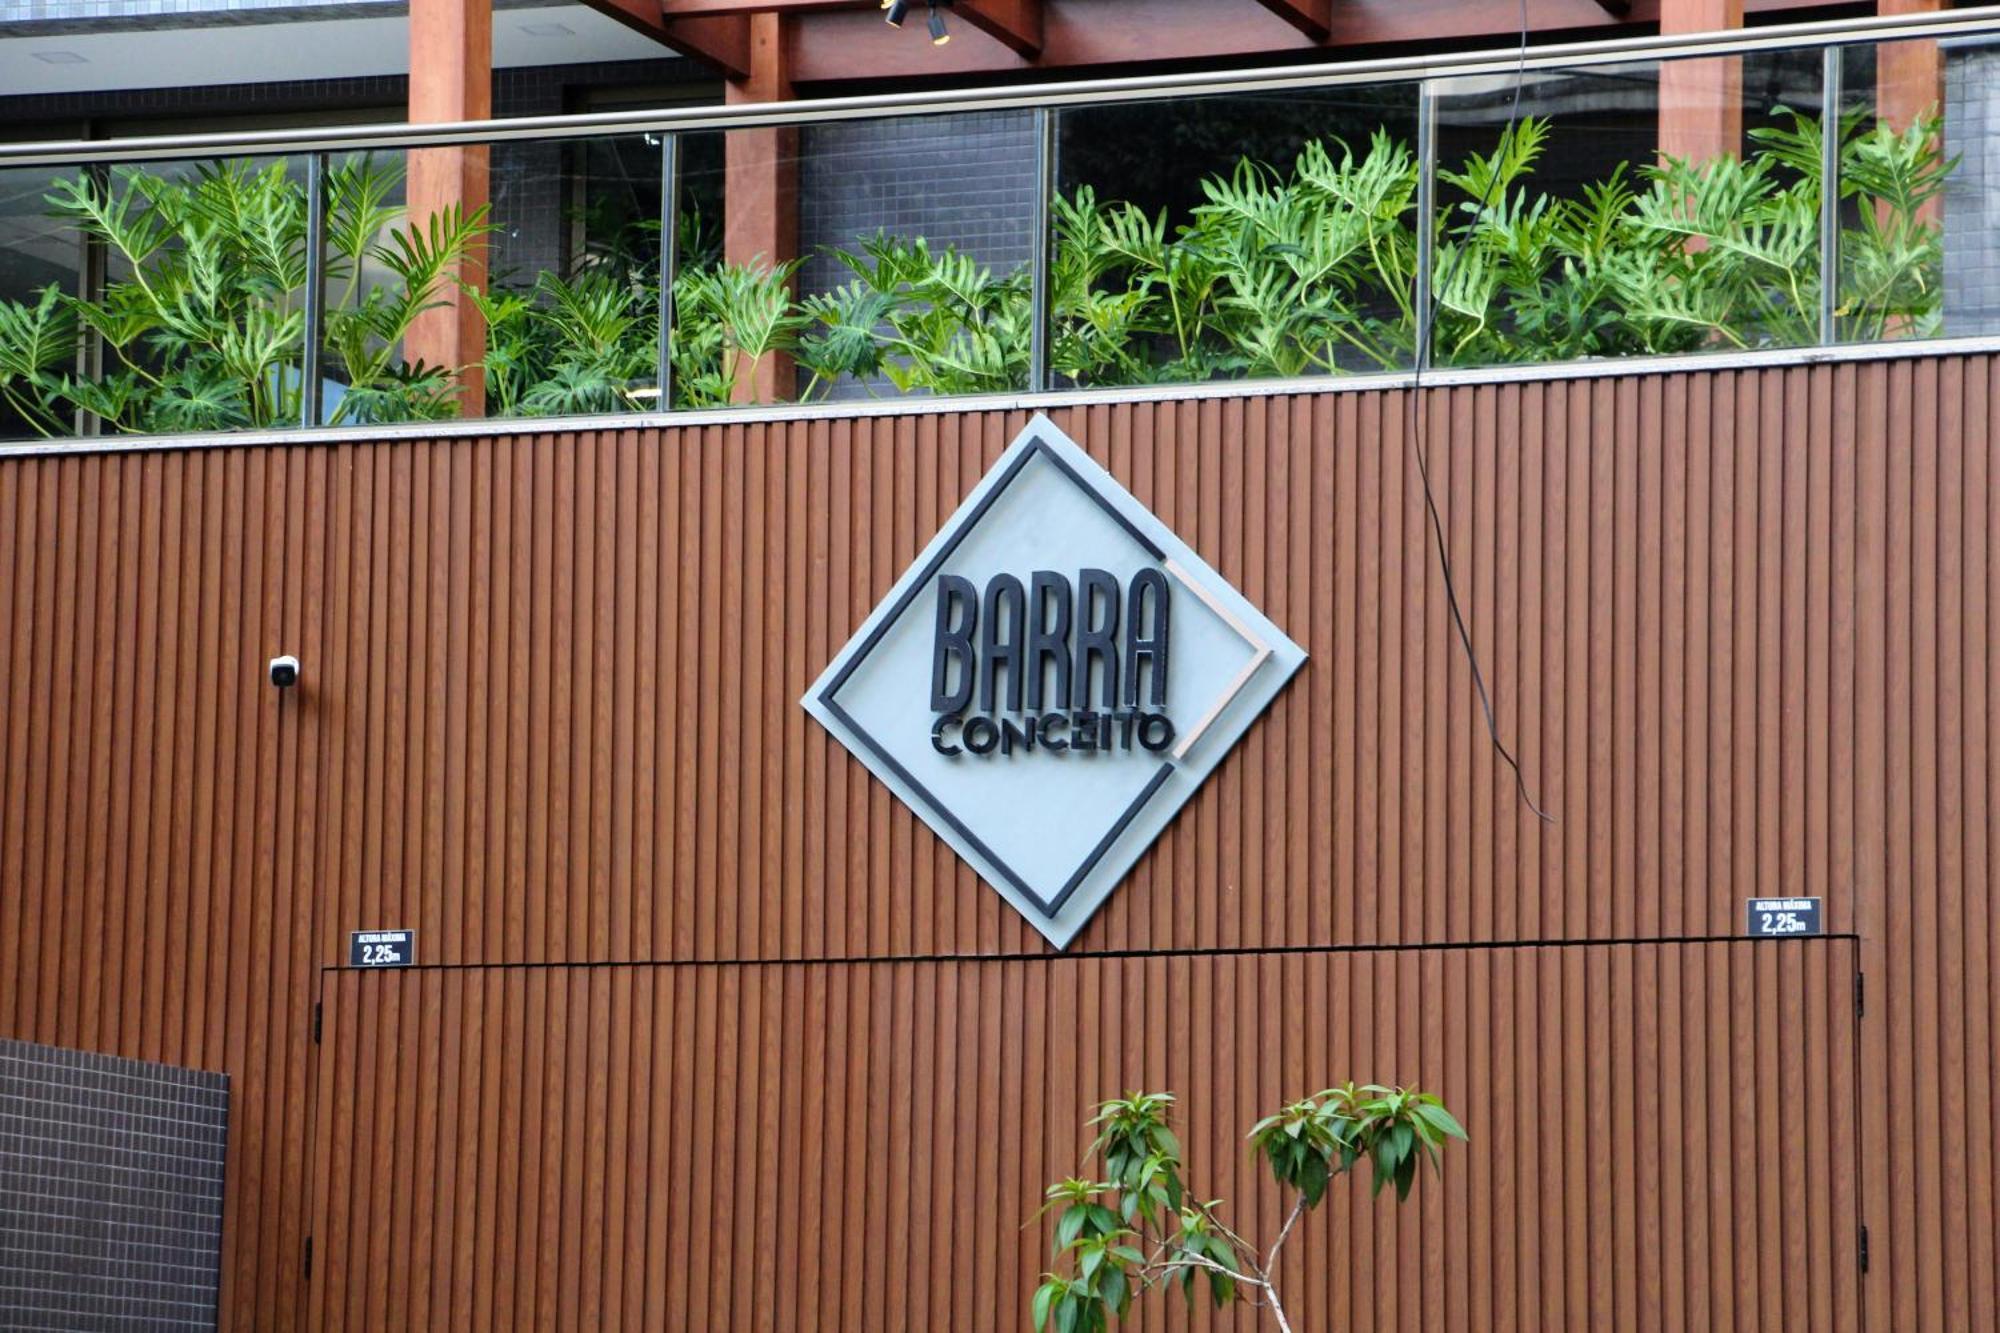 BARRA
CONCEITO
ALTURA MÁXIMA
2,25m
ALTURA MÁXIMA
2,25m